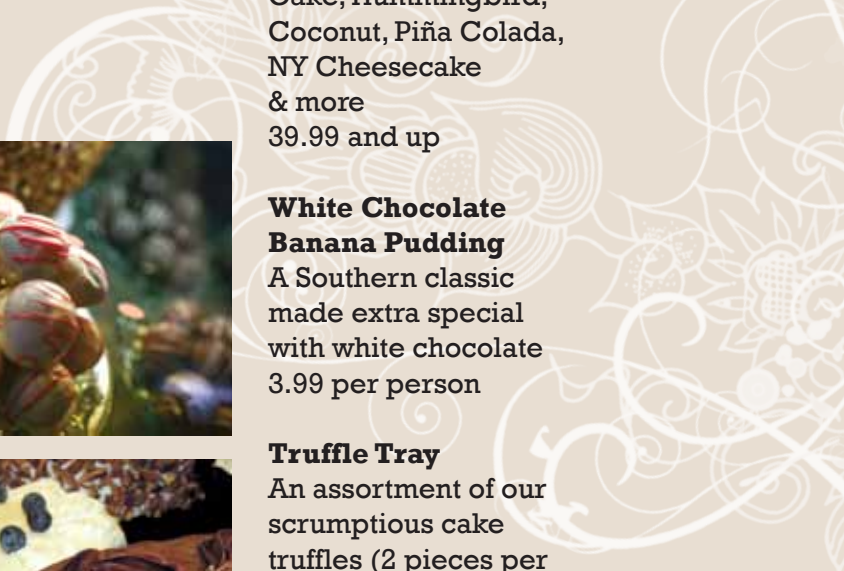 Cake, Hummingbird,
Coconut, Piña Colada,
NY Cheesecake
& more
39.99 and up
White Chocolate
Banana Pudding
A Southern classic
made extra special
with white chocolate
3.99 per person
Truffle Tray
An assortment of our
scrumptious cake
truffles (2 pieces per